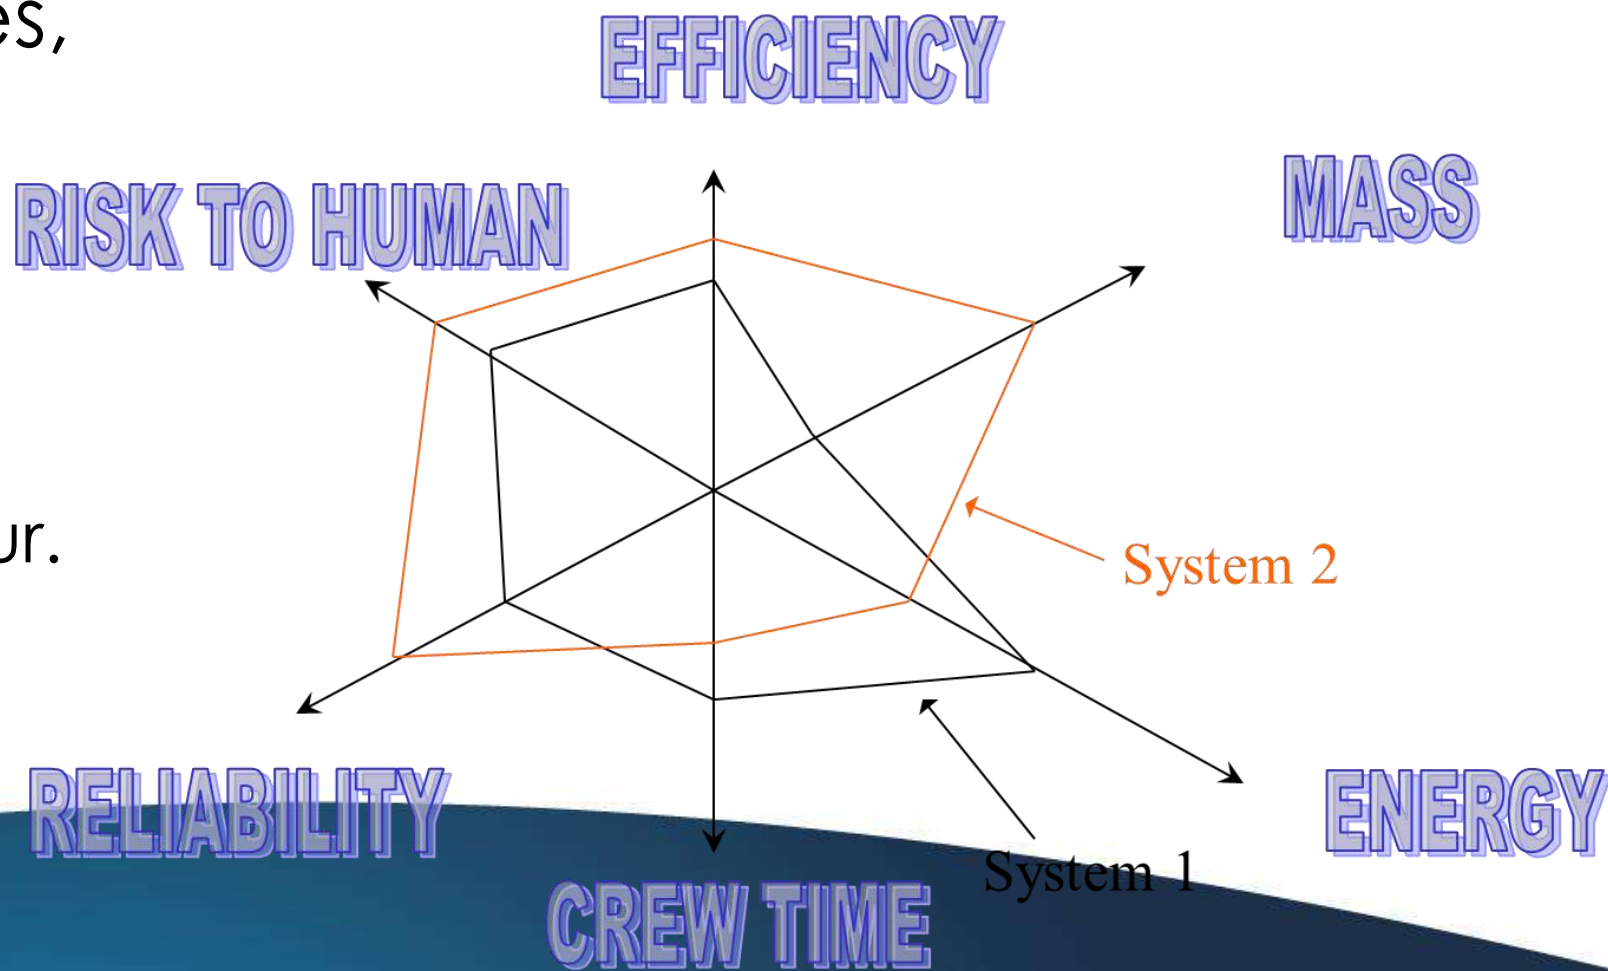 es,
EFFICIENCY
MASS
RISK TO HUMAN
ur.
System 2
RELIABILITY
ENERGY
System 1
CREW TIME